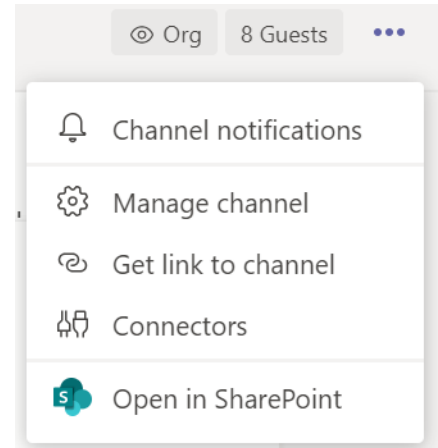 Org 8 Guests
Channel notifications
Manage channel
Get link to channel
Connectors
S Open in SharePoint